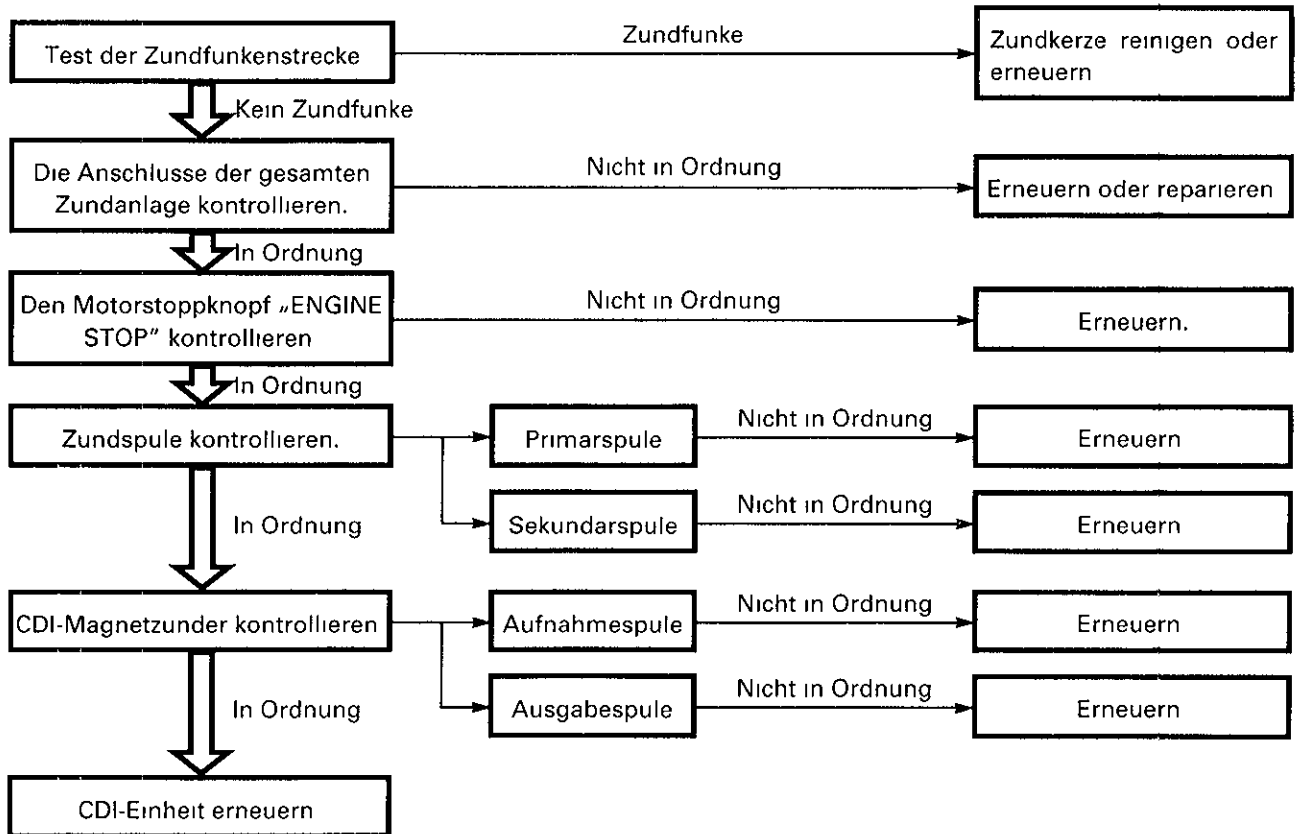 Test der Zundfunkenstrecke
Zundfunke
Zundkerze reinigen oder
erneuern
Kein Zundfunke
Die Anschlusse der gesamten
Zundanlage kontrollieren.
Nicht in Ordnung
Erneuern oder reparieren
In Ordnung
Den Motorstoppknopf „ENGINE
STOP” kontrollieren
Nicht in Ordnung
Erneuern.
In Ordnung
Zundspule kontrollieren.
Primarspule
Nicht in Ordnung
Erneuern
Sekundarspule
Nicht in Ordnung
Erneuern
In Ordnung
CDI-Magnetzunder kontrollieren
Aufnahmespule
Nicht in Ordnung
Erneuern
Ausgabespule
Nicht in Ordnung
Erneuern
In Ordnung
CDI-Einheit erneuern